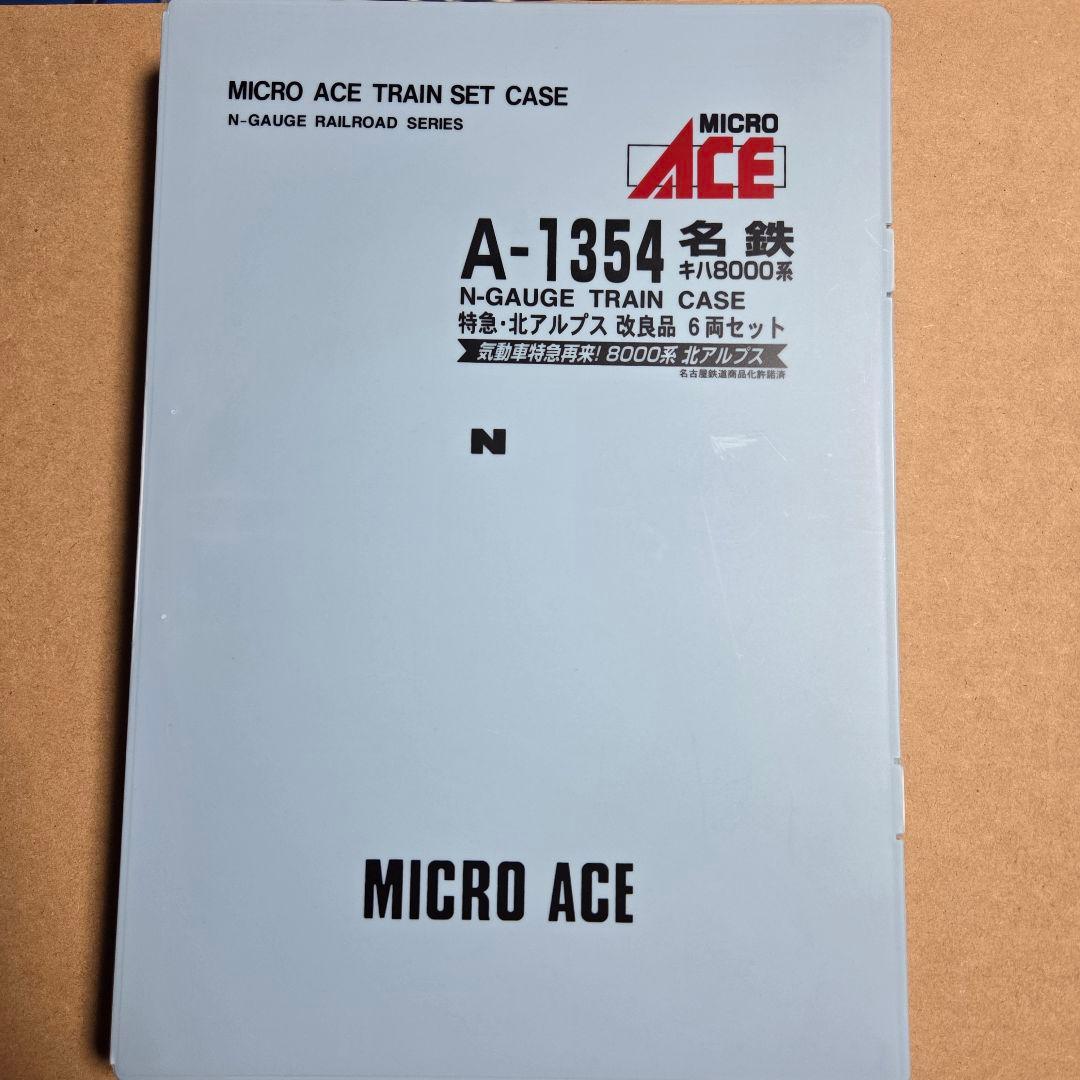 MICRO ACE TRAIN SET CASE
N-GAUGE RAILROAD SERIES
MICRO
ACE
A-1354 名鉄
キハ8000系
N-GAUGE TRAIN CASE
特急・北アルプス 改良品 6両セット
気動車特急再来! 8000系 北アルプス
名古屋鉄道商品化許諾済
N
MICRO ACE